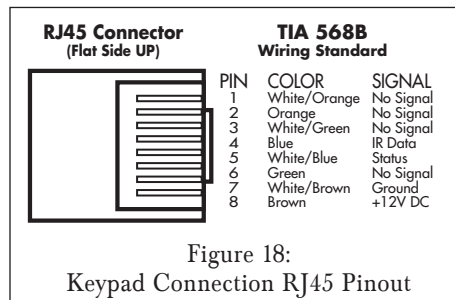 RJ45 Connector
(Flat Side UP)
TIA 568B
Wiring Standard
PIN COLOR SIGNAL
1 White/Orange No Signal
2 Orange No Signal
3 White/Green No Signal
4 Blue IR Data
5 White/Blue Status
6 Green No Signal
7 White/Brown Ground
8 Brown +12V DC
Figure 18:
Keypad Connection RJ45 Pinout